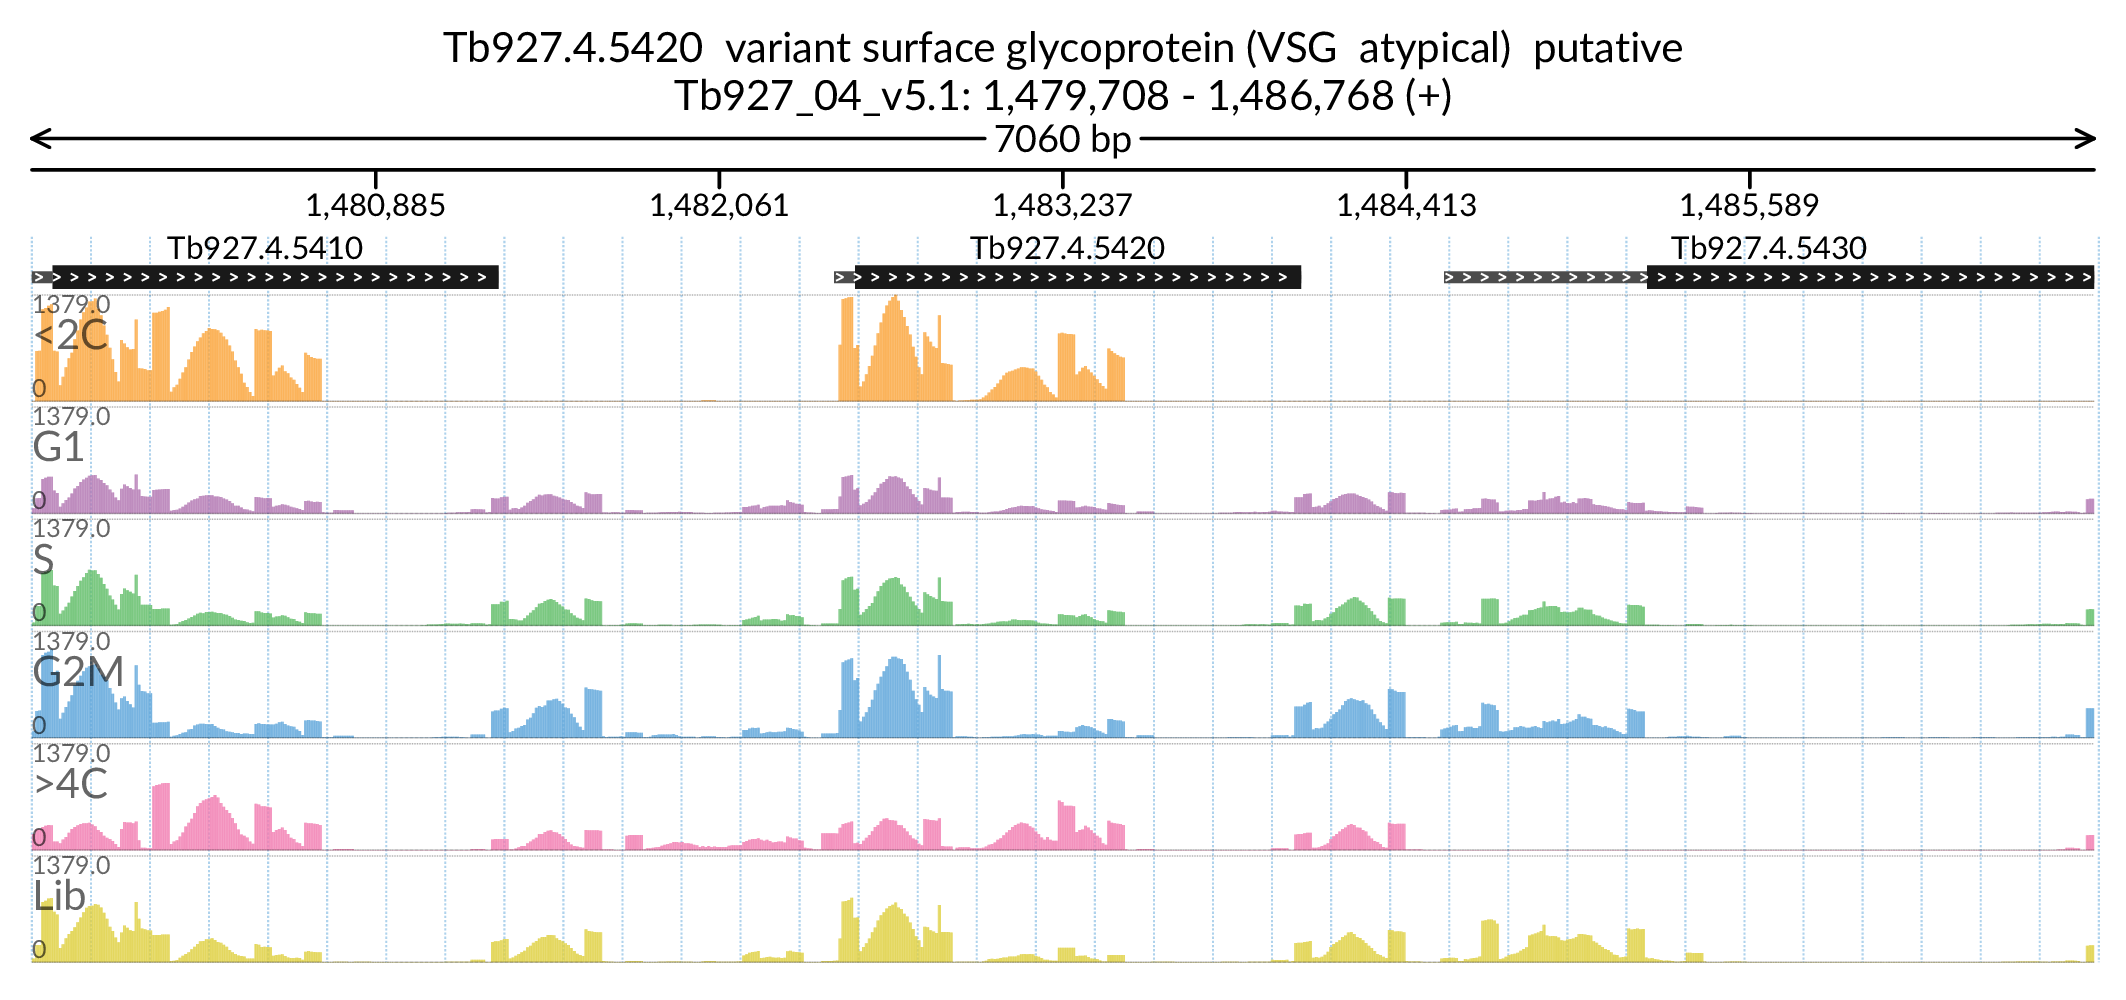 Tb927.4.5420  variant surface glycoprotein (VSG  atypical)  putative
Tb927_04_v5.1: 1,479,708 - 1,486,768 (+)
7060 bp
1,480,885 1,482,061 1,483,237 1,484,413 1,485,589
Tb927.4.5410 Tb927.4.5420 Tb927.4.5430
1379.0
<2C
0
1379.0
G1
0
1379.0
S
0
1379.0
G2M
0
1379.0
>4C
0
1379.0
Lib
0